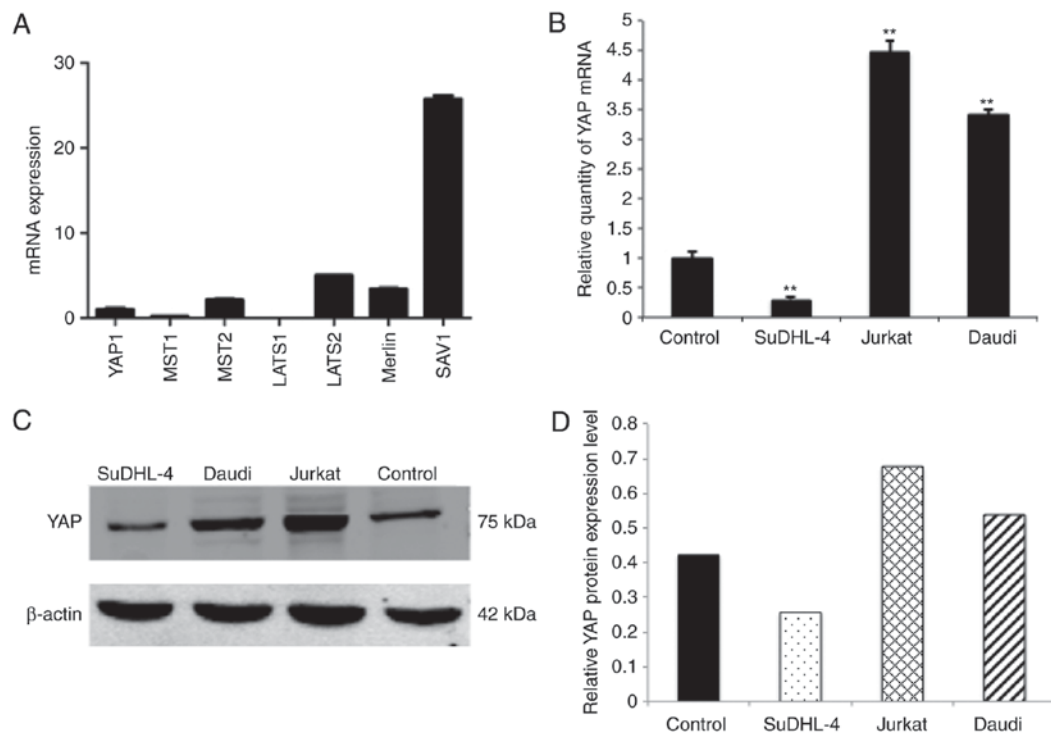 A
mRNA expression
30
20
10
0
YAP1
MST1
MST2
LATS1
LATS2
Merlin
SAV1
B
Relative quantity of YAP mRNA
5
4.5
4
3.5
3
2.5
2
1.5
1
0.5
0
**
**
**
Control
SuDHL-4
Jurkat
Daudi
C
SuDHL-4 Daudi Jurkat Control
YAP
75 kDa
β-actin
42 kDa
D
Relative YAP protein expression level
0.8
0.7
0.6
0.5
0.4
0.3
0.2
0.1
0
Control
SuDHL-4
Jurkat
Daudi